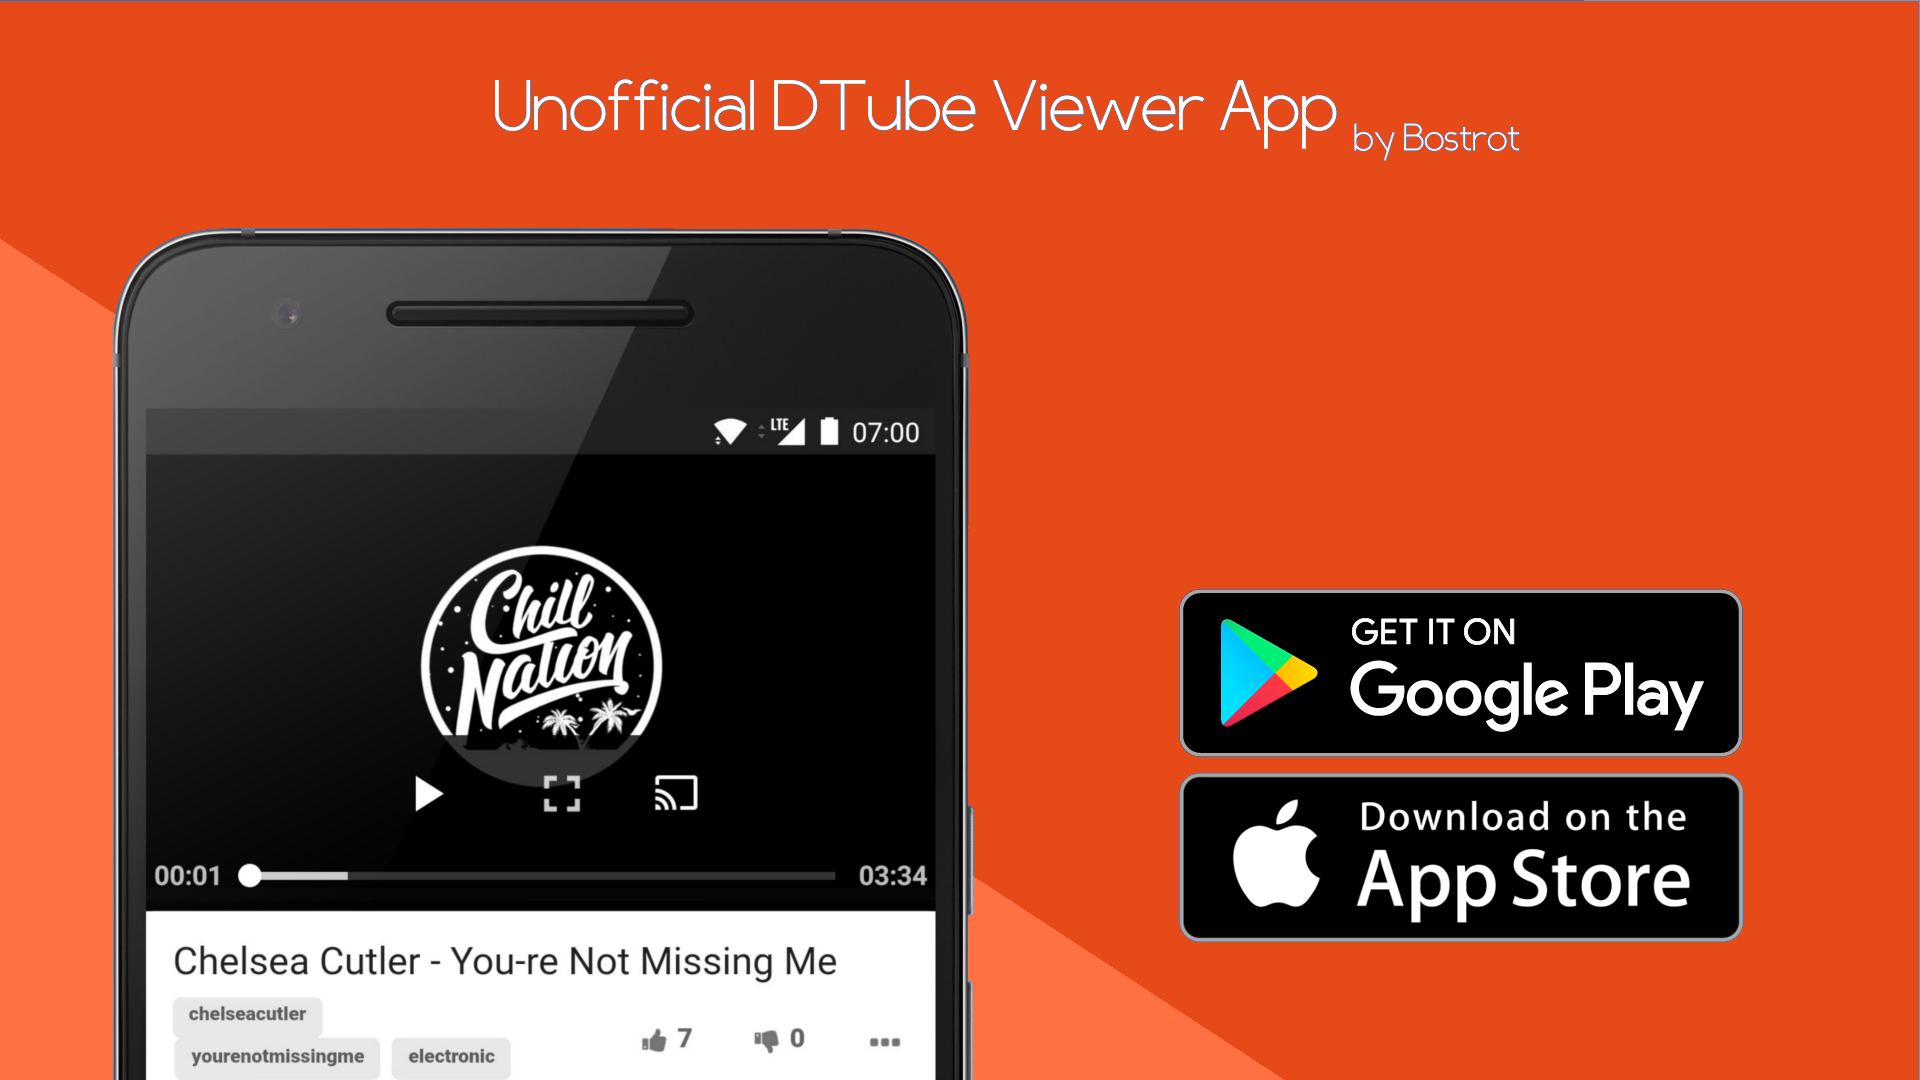 Unofficial DTube Viewer App by Bostrot
LTE 07:00
Chill
Nation
00:01 03:34
Chelsea Cutler - You-re Not Missing Me
chelseacutler
7 0
yourenotmissingme electronic
GET IT ON
Google Play
Download on the
App Store